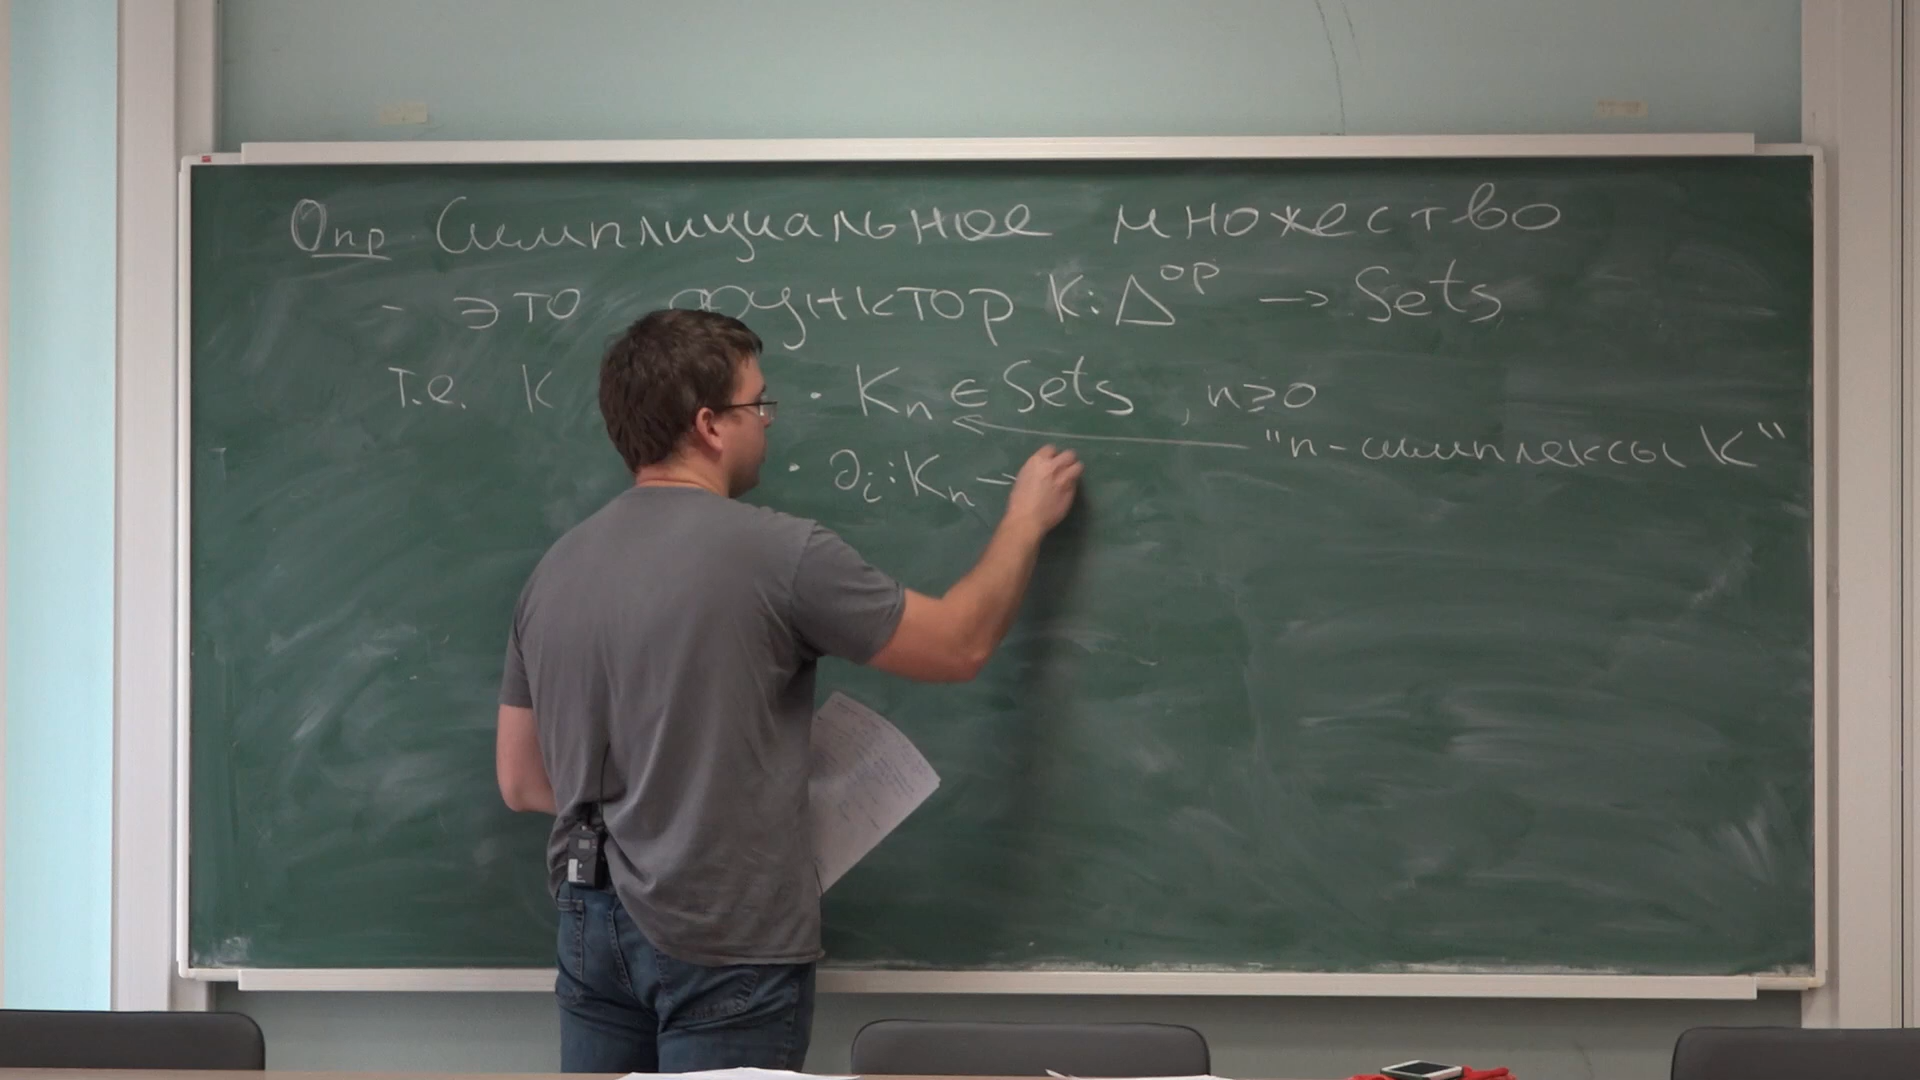 Опр Симплициальное множество
- это функтор K: Δ^op → Sets
т.е. K · Kₙ ∈ Sets, n≥0
"n-симплексы K"
· ∂ᵢ: Kₙ →